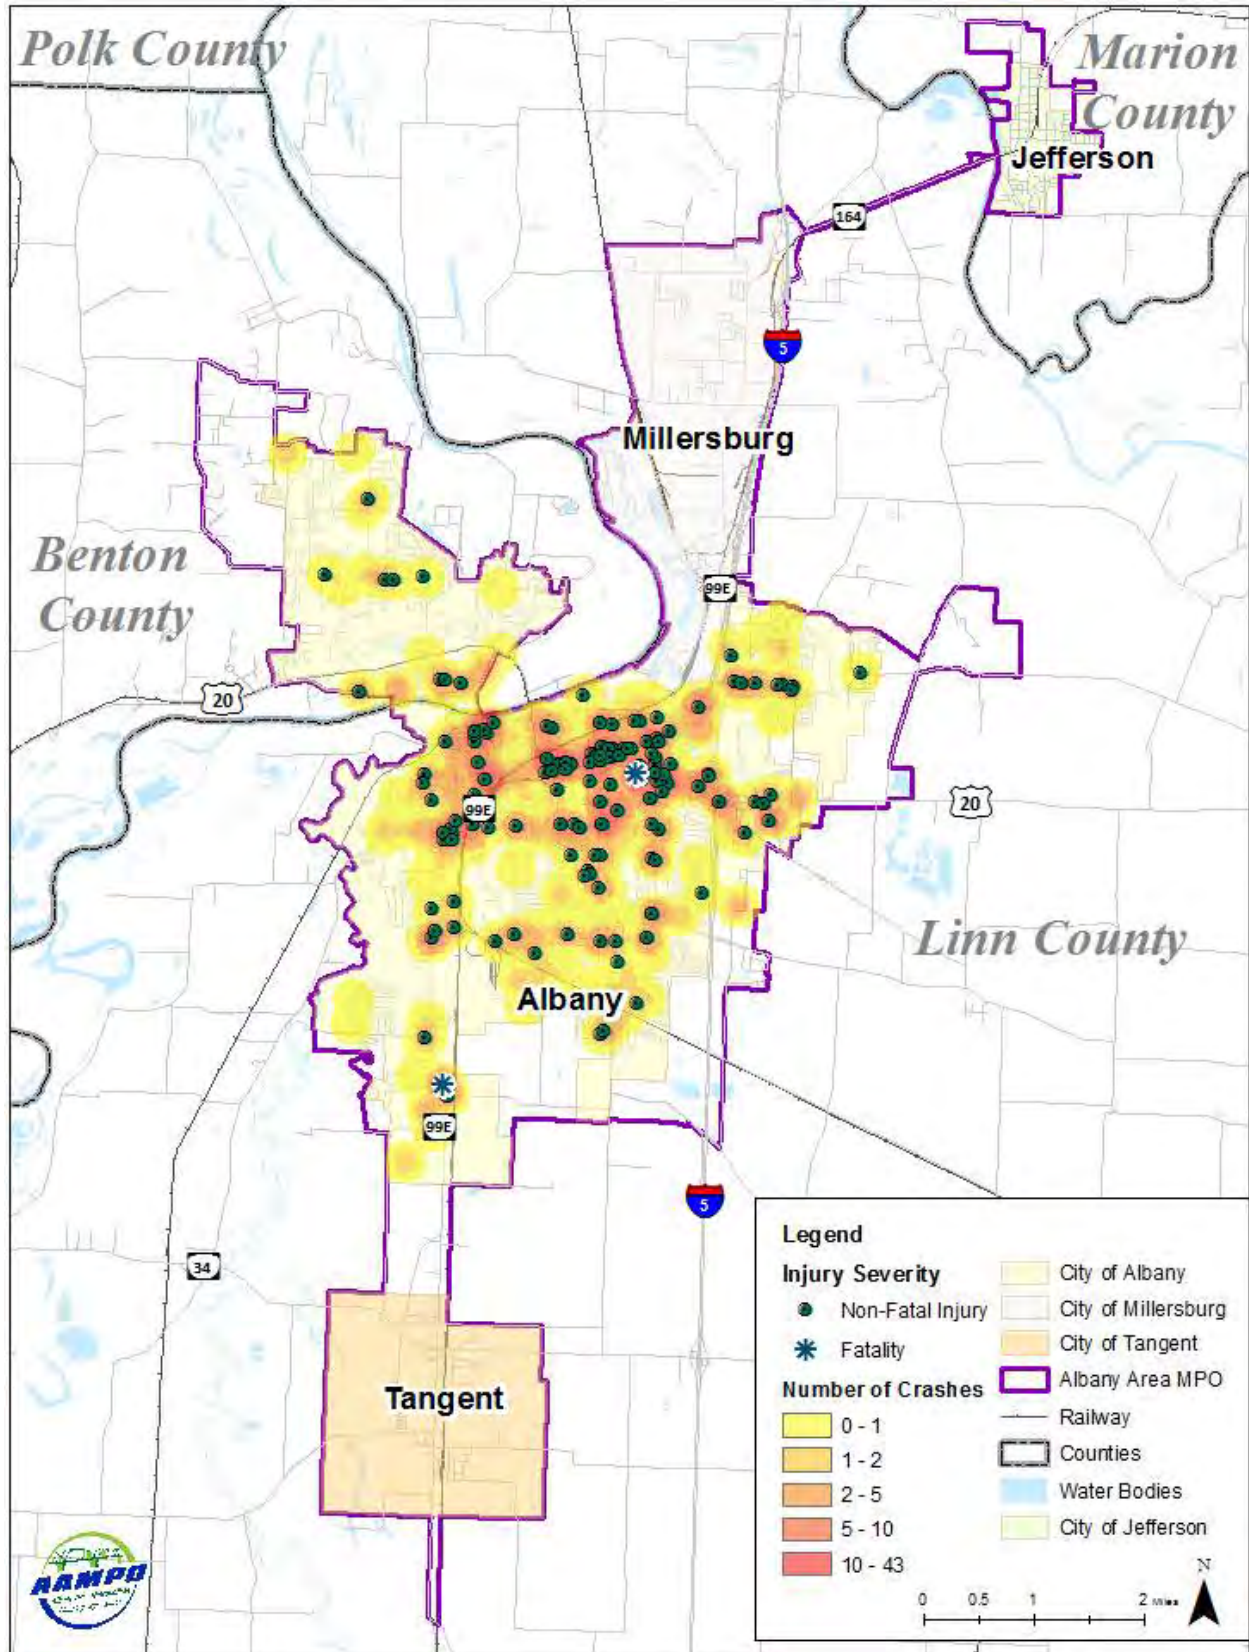 Polk County
Marion
County
Jefferson
164
5
Millersburg
Benton
County
99E
20
99E
20
Linn County
Albany
99E
5
34
Tangent
Legend
Injury Severity
Non-Fatal Injury
Fatality
Number of Crashes
0 - 1
1 - 2
2 - 5
5 - 10
10 - 43
City of Albany
City of Millersburg
City of Tangent
Albany Area MPO
Railway
Counties
Water Bodies
City of Jefferson
N
0 0.5 1 2 Miles
AAMPO